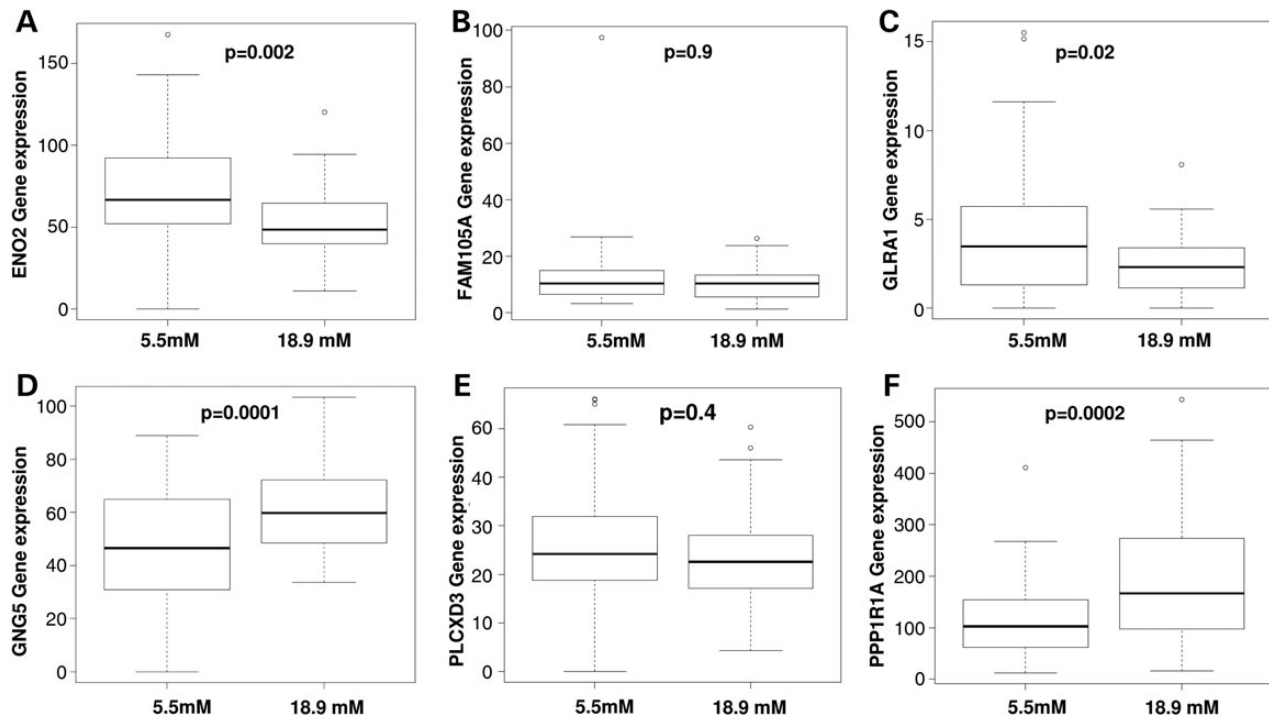 A
ENO2 Gene expression
150
100
50
0
p=0.002
5.5mM
18.9 mM
B
FAM105A Gene expression
100
80
60
40
20
0
p=0.9
5.5mM
18.9 mM
C
GLRA1 Gene expression
15
10
5
0
p=0.02
5.5mM
18.9 mM
D
GNG5 Gene expression
100
80
60
40
20
0
p=0.0001
5.5mM
18.9 mM
E
PLCXD3 Gene expression
60
40
30
20
10
0
p=0.4
5.5mM
18.9 mM
F
PPP1R1A Gene expression
500
400
300
200
100
0
p=0.0002
5.5mM
18.9 mM